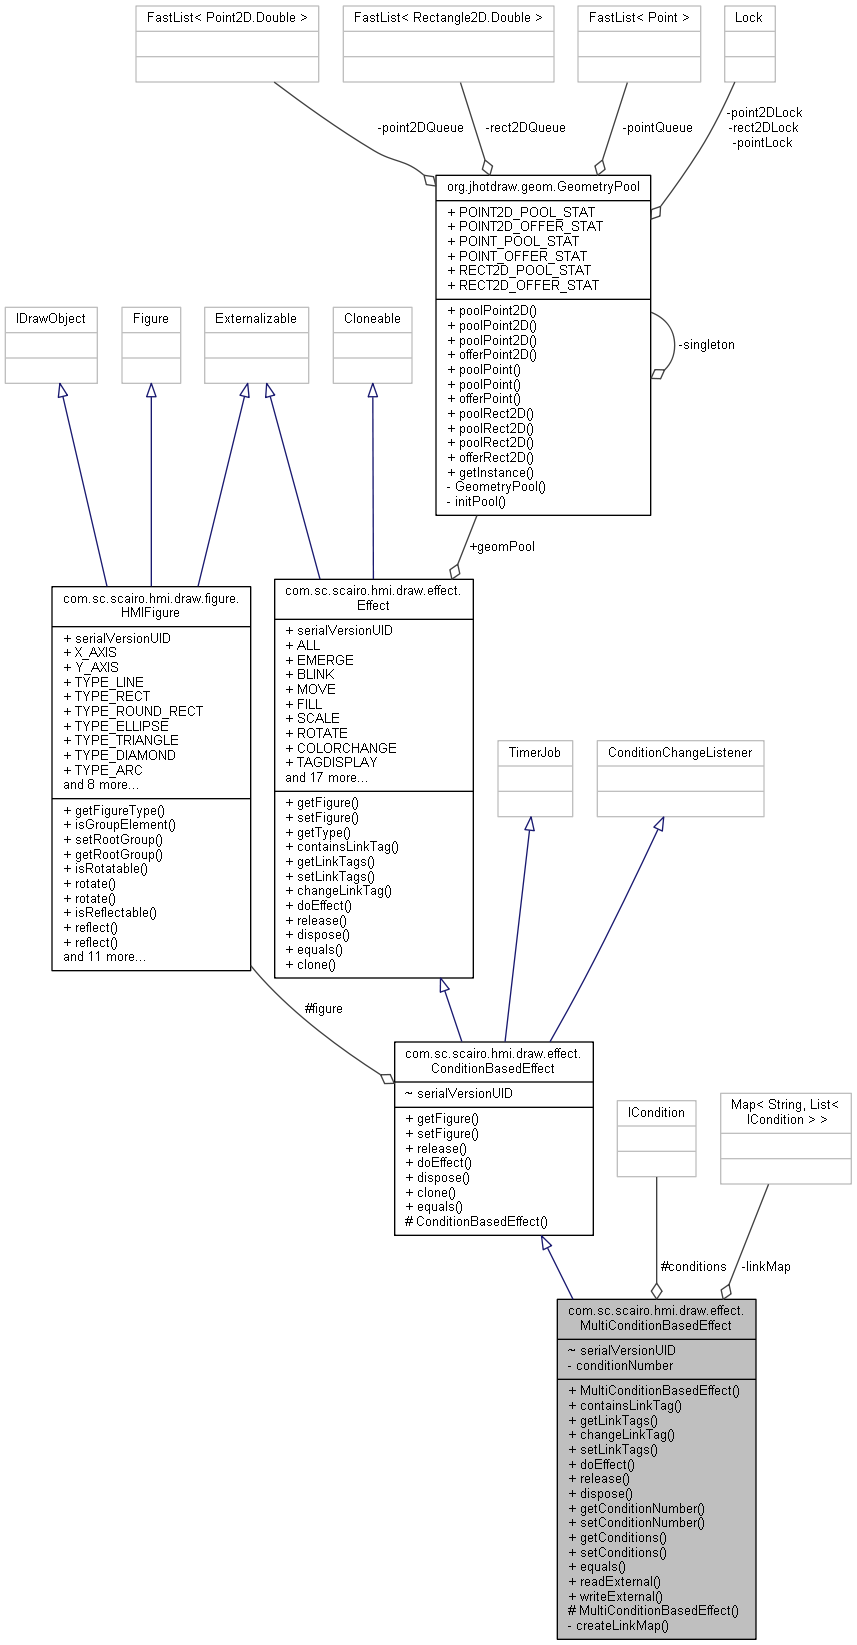 FastList< Point2D.Double >
FastList< Rectangle2D.Double >
FastList< Point >
Lock
-point2DQueue
-rect2DQueue
-pointQueue
-point2DLock
-rect2DLock
-pointLock
org.jhotdraw.geom.GeometryPool
+ POINT2D_POOL_STAT
+ POINT2D_OFFER_STAT
+ POINT_POOL_STAT
+ POINT_OFFER_STAT
+ RECT2D_POOL_STAT
+ RECT2D_OFFER_STAT
+ poolPoint2D()
+ poolPoint2D()
+ poolPoint2D()
+ offerPoint2D()
+ poolPoint()
+ poolPoint()
+ offerPoint()
+ poolRect2D()
+ poolRect2D()
+ poolRect2D()
+ offerRect2D()
+ getInstance()
- GeometryPool()
- initPool()
-singleton
IDrawObject
Figure
Externalizable
Cloneable
+geomPool
com.sc.scairo.hmi.draw.figure.
HMIFigure
+ serialVersionUID
+ X_AXIS
+ Y_AXIS
+ TYPE_LINE
+ TYPE_RECT
+ TYPE_ROUND_RECT
+ TYPE_ELLIPSE
+ TYPE_TRIANGLE
+ TYPE_DIAMOND
+ TYPE_ARC
and 8 more...
+ getFigureType()
+ isGroupElement()
+ setRootGroup()
+ getRootGroup()
+ isRotatable()
+ rotate()
+ rotate()
+ isReflectable()
+ reflect()
+ reflect()
and 11 more...
com.sc.scairo.hmi.draw.effect.
Effect
+ serialVersionUID
+ ALL
+ EMERGE
+ BLINK
+ MOVE
+ FILL
+ SCALE
+ ROTATE
+ COLORCHANGE
+ TAGDISPLAY
and 17 more...
+ getFigure()
+ setFigure()
+ getType()
+ containsLinkTag()
+ getLinkTags()
+ setLinkTags()
+ changeLinkTag()
+ doEffect()
+ release()
+ dispose()
+ equals()
+ clone()
TimerJob
ConditionChangeListener
#figure
com.sc.scairo.hmi.draw.effect.
ConditionBasedEffect
~ serialVersionUID
+ getFigure()
+ setFigure()
+ release()
+ doEffect()
+ dispose()
+ clone()
+ equals()
# ConditionBasedEffect()
ICondition
Map< String, List<
ICondition > >
#conditions
-linkMap
com.sc.scairo.hmi.draw.effect.
MultiConditionBasedEffect
~ serialVersionUID
- conditionNumber
+ MultiConditionBasedEffect()
+ containsLinkTag()
+ getLinkTags()
+ changeLinkTag()
+ setLinkTags()
+ doEffect()
+ release()
+ dispose()
+ getConditionNumber()
+ setConditionNumber()
+ getConditions()
+ setConditions()
+ equals()
+ readExternal()
+ writeExternal()
# MultiConditionBasedEffect()
- createLinkMap()